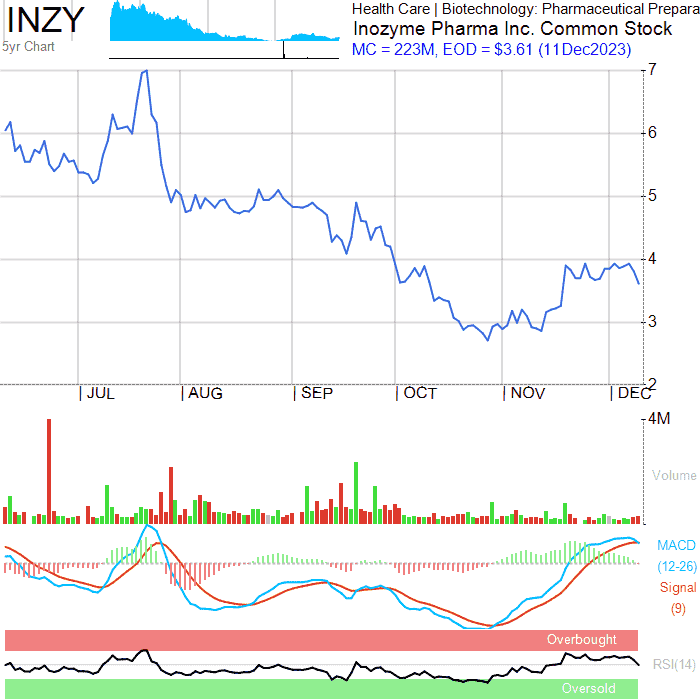 INZY
5yr Chart
Health Care | Biotechnology: Pharmaceutical Prepara
Inozyme Pharma Inc. Common Stock
MC = 223M, EOD = $3.61 (11Dec2023)
7
6
5
4
3
2
| JUL | AUG | SEP | OCT | NOV | DEC
4M
Volume
MACD
(12-26)
Signal
(9)
Overbought
RSI(14)
Oversold